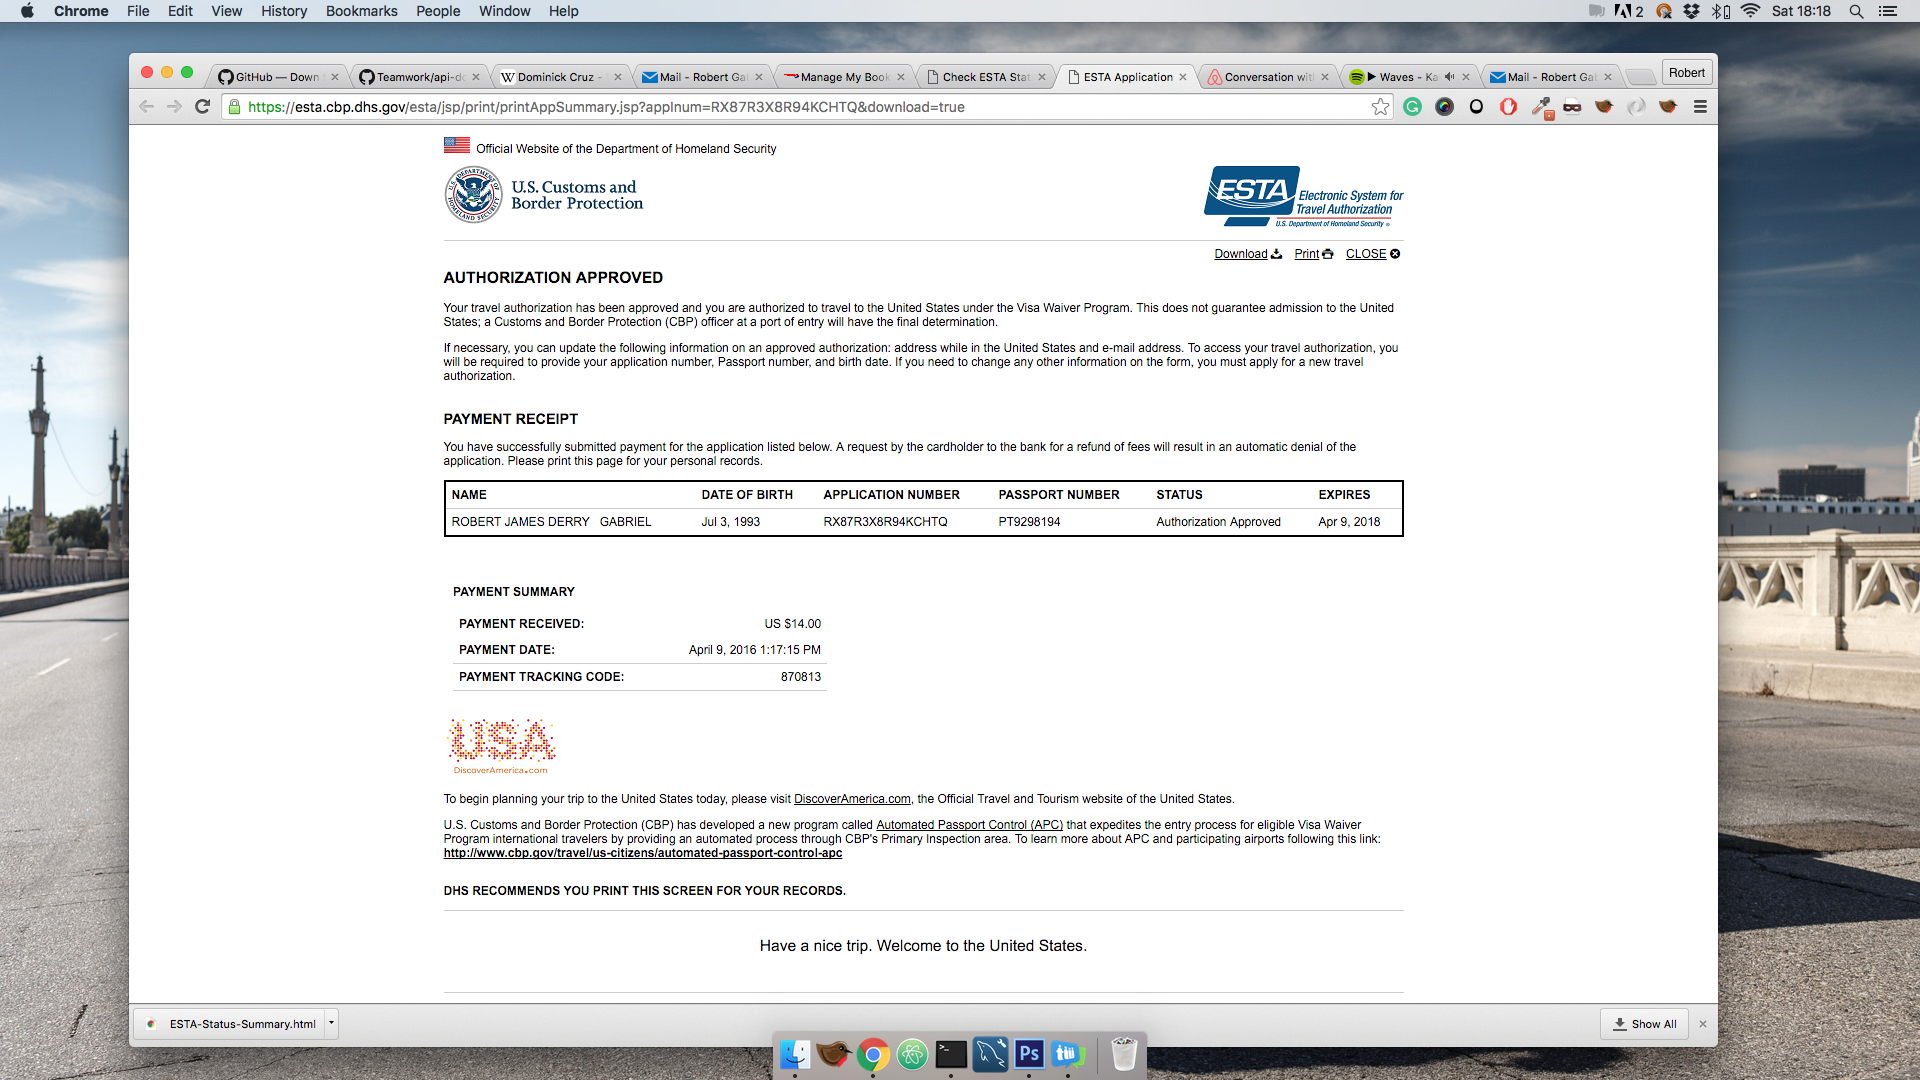 Chrome File Edit View History Bookmarks People Window Help
2 Sat 18:18
GitHub — Down
Teamwork/api-do
Dominick Cruz -
Mail - Robert Ga
Manage My Book
Check ESTA Stat
ESTA Application
Conversation wit
Waves - Ka
Mail - Robert Ga
Robert
https://esta.cbp.dhs.gov/esta/jsp/print/printAppSummary.jsp?applnum=RX87R3X8R94KCHTQ&download=true
Official Website of the Department of Homeland Security
U.S. Customs and
Border Protection
ESTA Electronic System for
Travel Authorization
U.S. Department of Homeland Security
Download Print CLOSE
AUTHORIZATION APPROVED
Your travel authorization has been approved and you are authorized to travel to the United States under the Visa Waiver Program. This does not guarantee admission to the United
States; a Customs and Border Protection (CBP) officer at a port of entry will have the final determination.
If necessary, you can update the following information on an approved authorization: address while in the United States and e-mail address. To access your travel authorization, you
will be required to provide your application number, Passport number, and birth date. If you need to change any other information on the form, you must apply for a new travel
authorization.
PAYMENT RECEIPT
You have successfully submitted payment for the application listed below. A request by the cardholder to the bank for a refund of fees will result in an automatic denial of the
application. Please print this page for your personal records.
NAME DATE OF BIRTH APPLICATION NUMBER PASSPORT NUMBER STATUS EXPIRES
ROBERT JAMES DERRY GABRIEL Jul 3, 1993 RX87R3X8R94KCHTQ PT9298194 Authorization Approved Apr 9, 2018
PAYMENT SUMMARY
PAYMENT RECEIVED: US $14.00
PAYMENT DATE: April 9, 2016 1:17:15 PM
PAYMENT TRACKING CODE: 870813
USA
DiscoverAmerica.com
To begin planning your trip to the United States today, please visit DiscoverAmerica.com, the Official Travel and Tourism website of the United States.
U.S. Customs and Border Protection (CBP) has developed a new program called Automated Passport Control (APC) that expedites the entry process for eligible Visa Waiver
Program international travelers by providing an automated process through CBP's Primary Inspection area. To learn more about APC and participating airports following this link:
http://www.cbp.gov/travel/us-citizens/automated-passport-control-apc
DHS RECOMMENDS YOU PRINT THIS SCREEN FOR YOUR RECORDS.
Have a nice trip. Welcome to the United States.
ESTA-Status-Summary.html
Show All
Ps